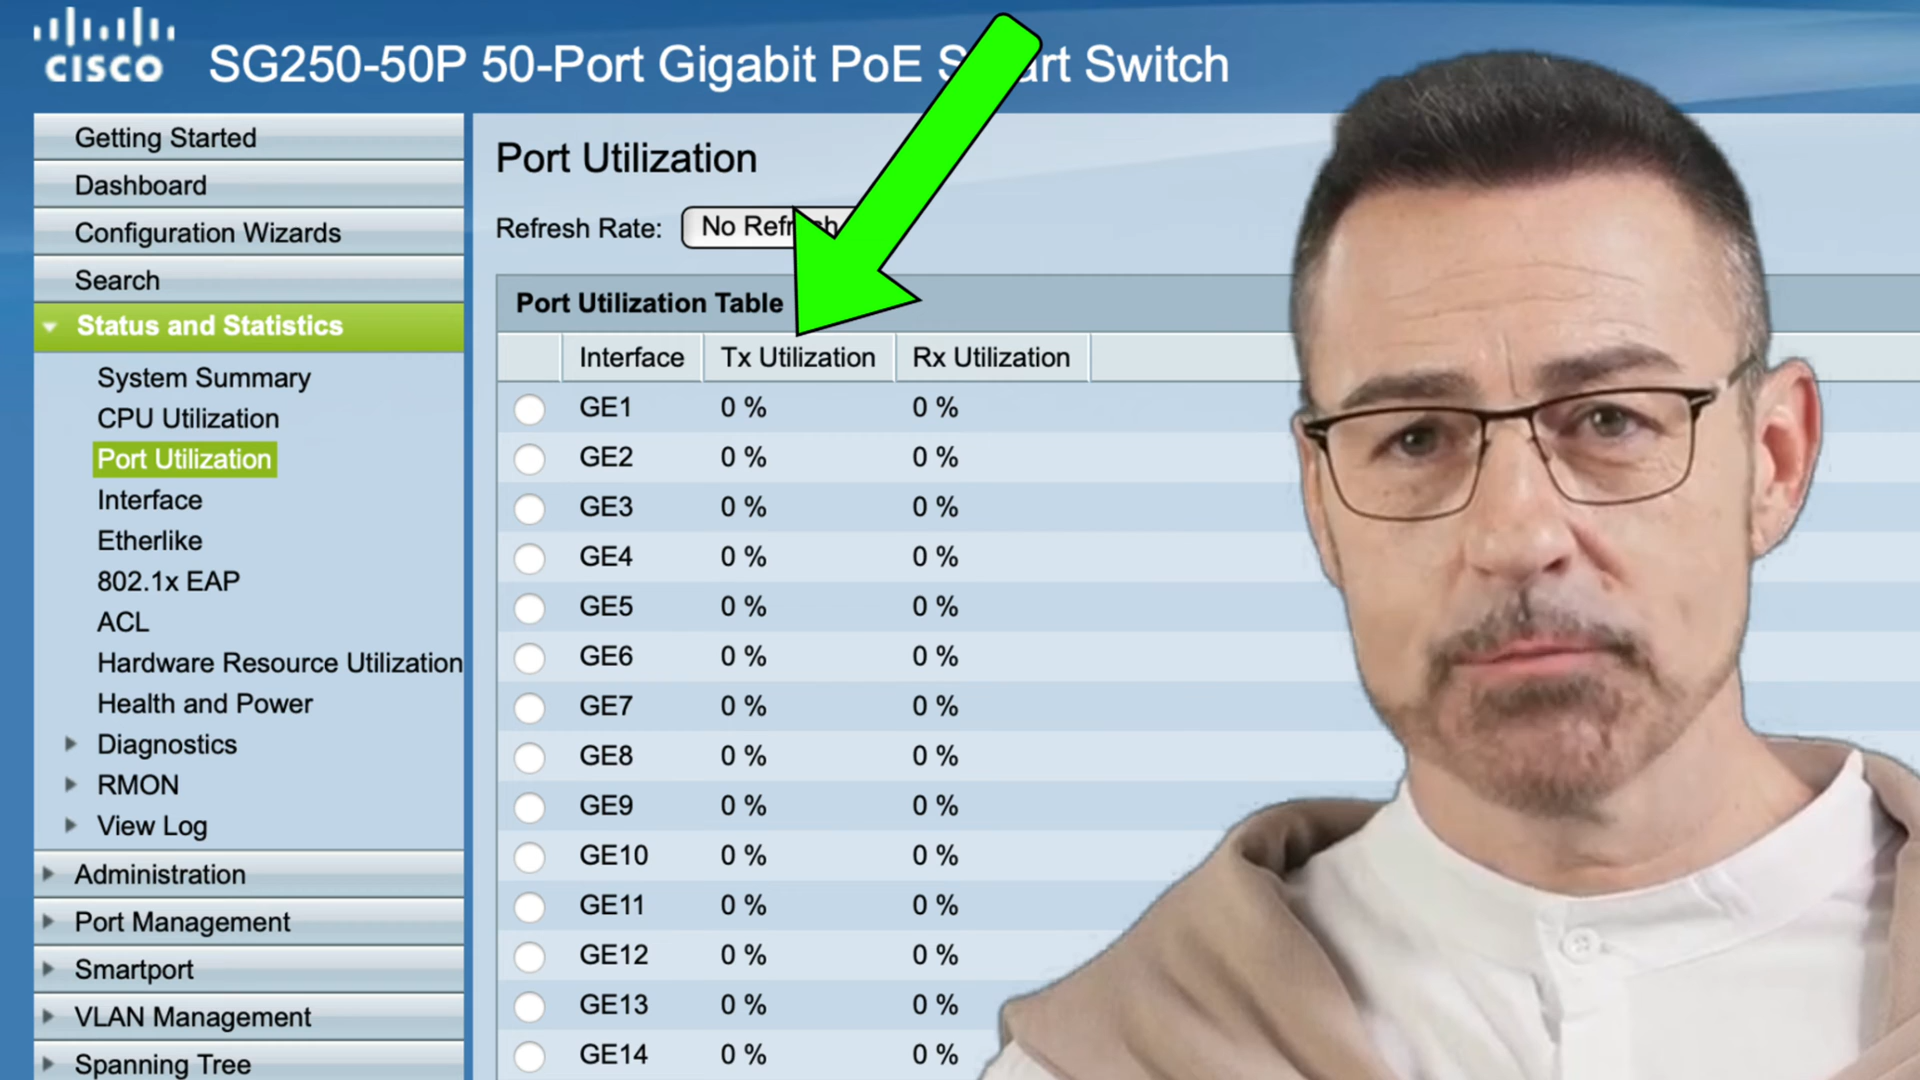 CISCO
SG250-50P 50-Port Gigabit PoE S art Switch
Getting Started
Dashboard
Configuration Wizards
Search
Status and Statistics
System Summary
CPU Utilization
Port Utilization
Interface
Etherlike
802.1x EAP
ACL
Hardware Resource Utilization
Health and Power
Diagnostics
RMON
View Log
Administration
Port Management
Smartport
VLAN Management
Spanning Tree
Port Utilization
Refresh Rate: No Refresh
Port Utilization Table
Interface Tx Utilization Rx Utilization
GE1 0 % 0 %
GE2 0 % 0 %
GE3 0 % 0 %
GE4 0 % 0 %
GE5 0 % 0 %
GE6 0 % 0 %
GE7 0 % 0 %
GE8 0 % 0 %
GE9 0 % 0 %
GE10 0 % 0 %
GE11 0 % 0 %
GE12 0 % 0 %
GE13 0 % 0 %
GE14 0 % 0 %